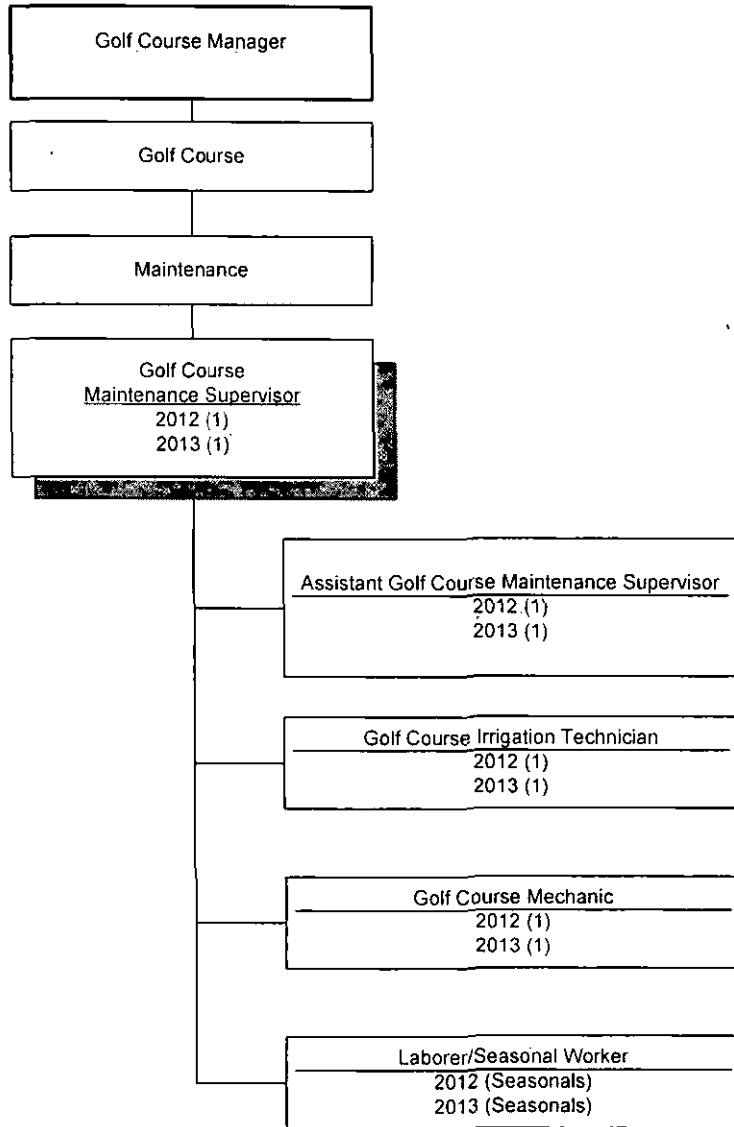 Golf Course Manager
Golf Course
Maintenance
Golf Course
Maintenance Supervisor
2012 (1)
2013 (1)
Assistant Golf Course Maintenance Supervisor
2012 (1)
2013 (1)
Golf Course Irrigation Technician
2012 (1)
2013 (1)
Golf Course Mechanic
2012 (1)
2013 (1)
Laborer/Seasonal Worker
2012 (Seasonals)
2013 (Seasonals)